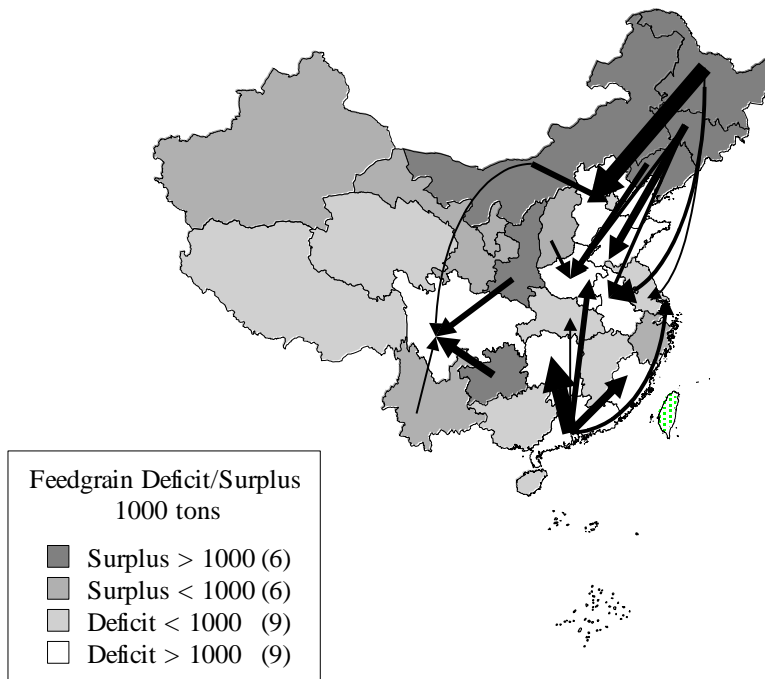 Feedgrain Deficit/Surplus
1000 tons
Surplus > 1000 (6)
Surplus < 1000 (6)
Deficit < 1000 (9)
Deficit > 1000 (9)